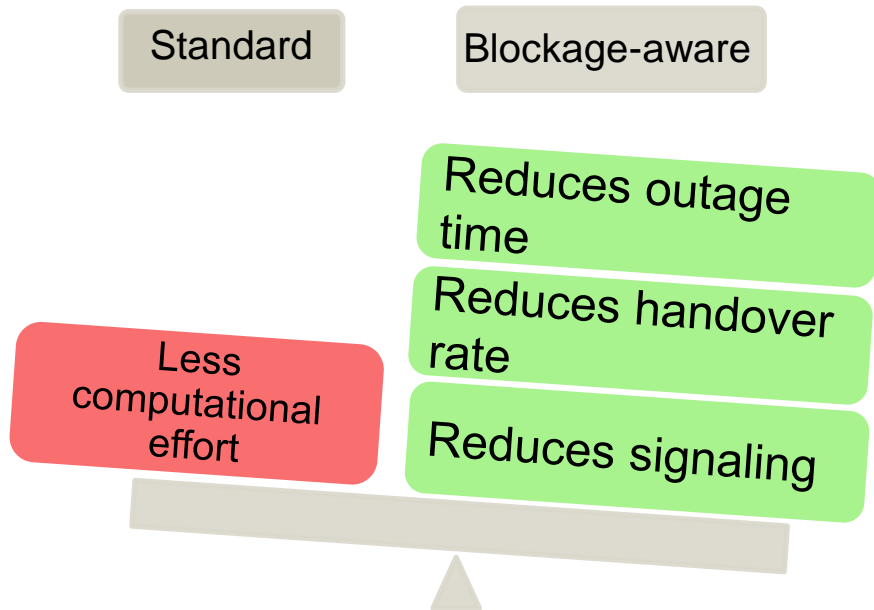 Standard
Blockage-aware
Reduces outage
time
Reduces handover
rate
Less
computational
effort
Reduces signaling